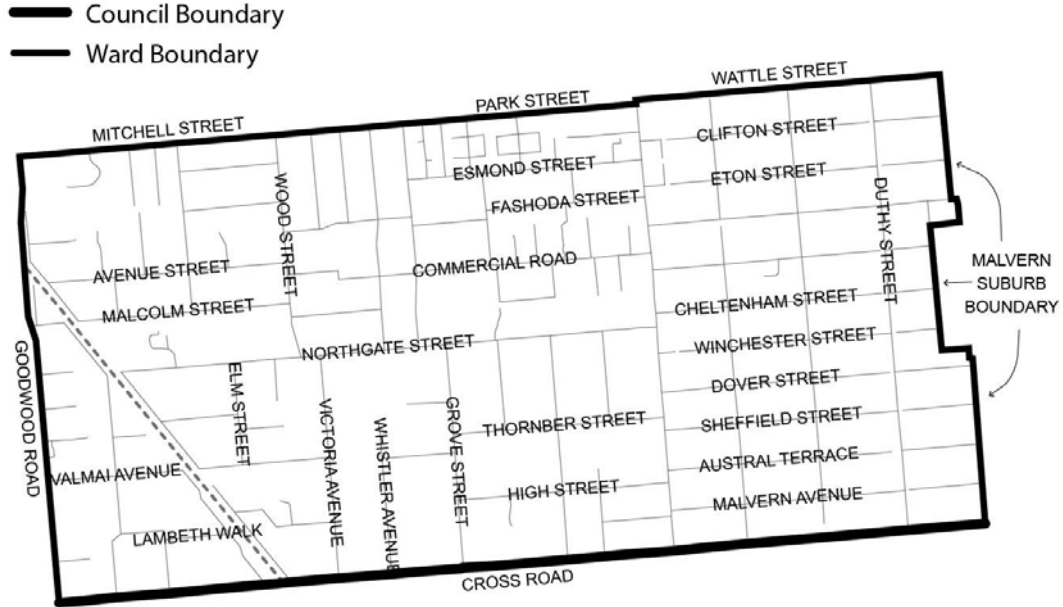 Council Boundary
Ward Boundary
WATTLE STREET
PARK STREET
MITCHELL STREET
CLIFTON STREET
ESMOND STREET
ETON STREET
FASHODA STREET
WOOD STREET
DUTHY STREET
AVENUE STREET
COMMERCIAL ROAD
MALVERN
SUBURB
BOUNDARY
MALCOLM STREET
CHELTENHAM STREET
NORTHGATE STREET
WINCHESTER STREET
GOODWOOD ROAD
ELM STREET
DOVER STREET
VICTORIA AVENUE
WHISTLER AVENUE
GROVE STREET
THORNBER STREET
SHEFFIELD STREET
VALMAI AVENUE
AUSTRAL TERRACE
HIGH STREET
MALVERN AVENUE
LAMBETH WALK
CROSS ROAD